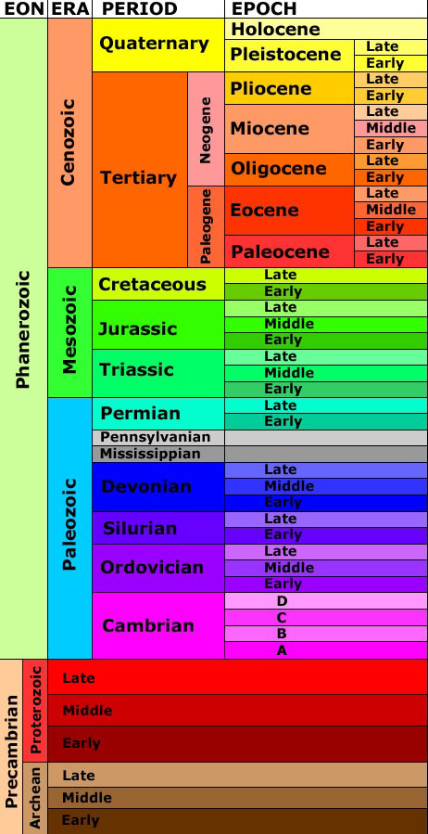 EON ERA PERIOD EPOCH
Phanerozoic
Cenozoic
Quaternary
Holocene
Pleistocene
Late
Early
Tertiary
Neogene
Pliocene
Late
Early
Miocene
Late
Middle
Early
Oligocene
Late
Early
Paleogene
Eocene
Late
Middle
Early
Paleocene
Late
Early
Mesozoic
Cretaceous
Late
Early
Jurassic
Late
Middle
Early
Triassic
Late
Middle
Early
Paleozoic
Permian
Late
Early
Pennsylvanian
Mississippian
Devonian
Late
Middle
Early
Silurian
Late
Early
Ordovician
Late
Middle
Early
Cambrian
D
C
B
A
Precambrian
Proterozoic
Late
Middle
Early
Archean
Late
Middle
Early